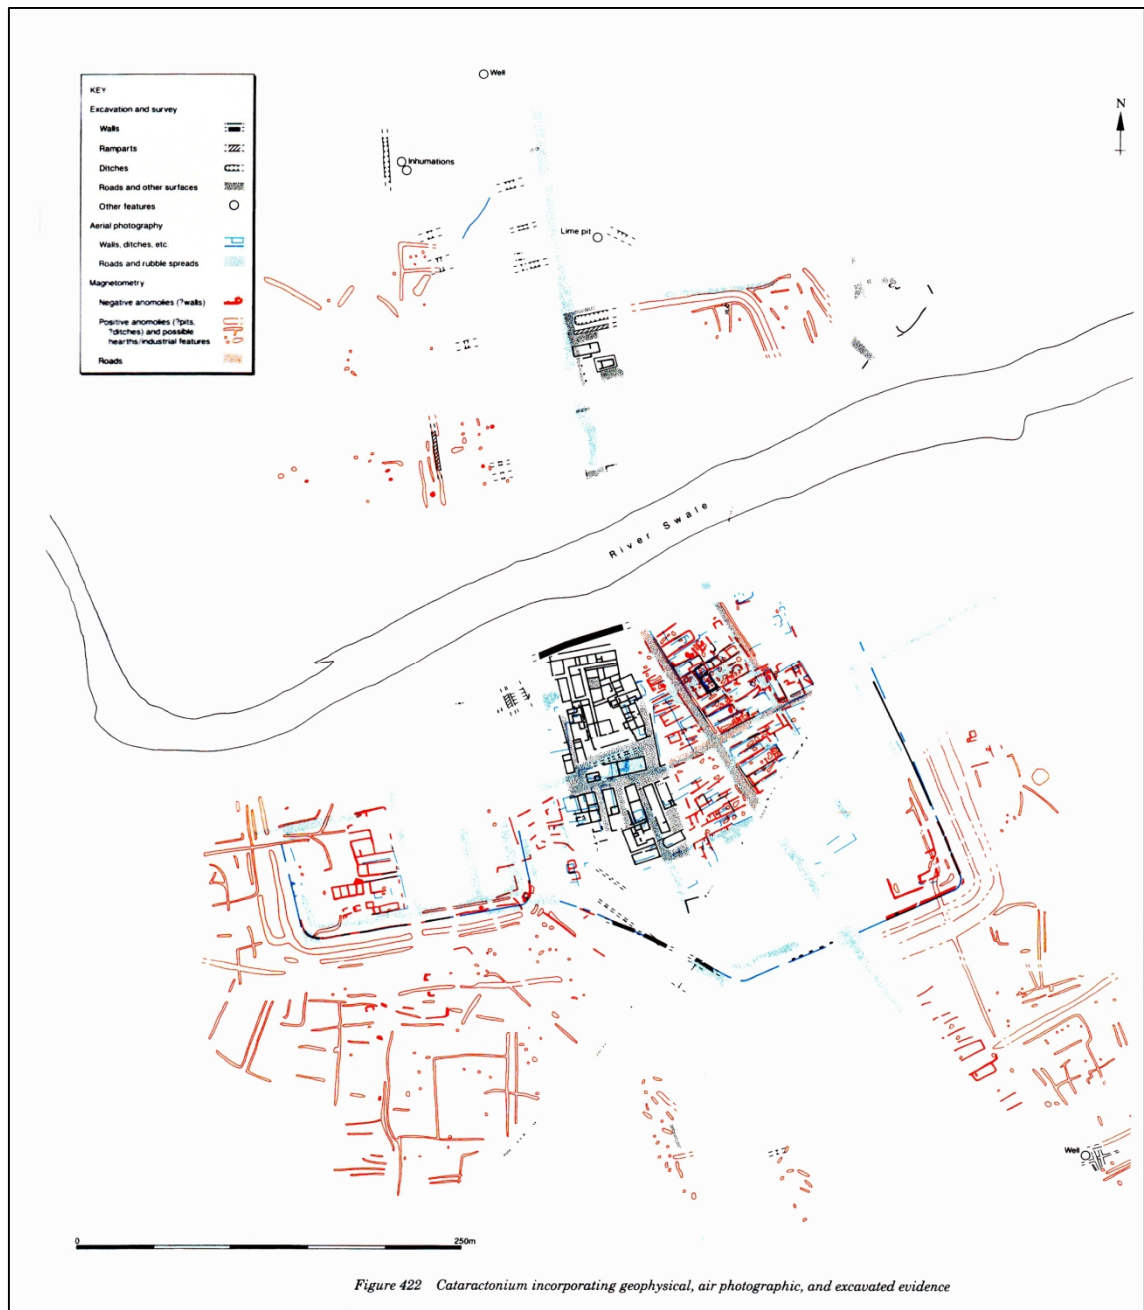 KEY
Excavation and survey
Walls
Ramparts
Ditches
Roads and other surfaces
Other features
Aerial photography
Walls, ditches, etc.
Roads and rubble spreads
Magnetometry
Negative anomalies (?walls)
Positive anomalies (?pits,
?ditches) and possible
hearths/industrial features
Roads
Well
N
Inhumations
Lime pit
River Swale
Well
0 250m
Figure 422 Cataractonium incorporating geophysical, air photographic, and excavated evidence